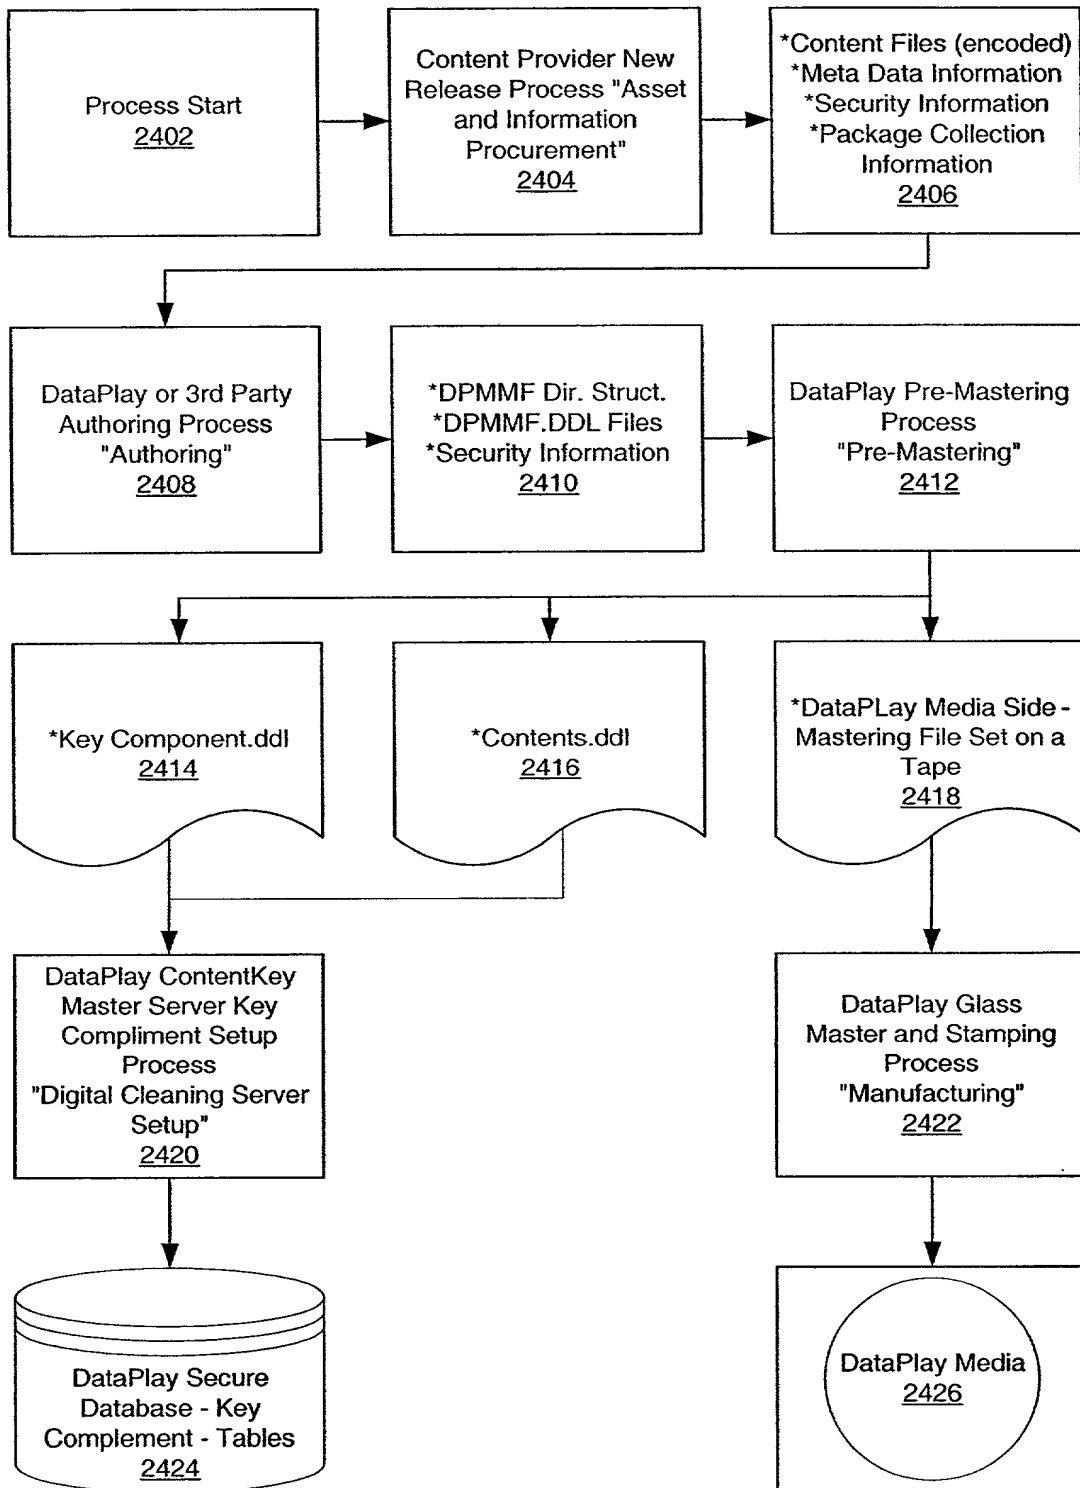 Process Start
2402
Content Provider New
Release Process "Asset
and Information
Procurement"
2404
*Content Files (encoded)
*Meta Data Information
*Security Information
*Package Collection
Information
2406
DataPlay or 3rd Party
Authoring Process
"Authoring"
2408
*DPMMF Dir. Struct.
*DPMMF.DDL Files
*Security Information
2410
DataPlay Pre-Mastering
Process
"Pre-Mastering"
2412
*Key Component.ddl
2414
*Contents.ddl
2416
*DataPLay Media Side -
Mastering File Set on a
Tape
2418
DataPlay ContentKey
Master Server Key
Compliment Setup
Process
"Digital Cleaning Server
Setup"
2420
DataPlay Glass
Master and Stamping
Process
"Manufacturing"
2422
DataPlay Secure
Database - Key
Complement - Tables
2424
DataPlay Media
2426